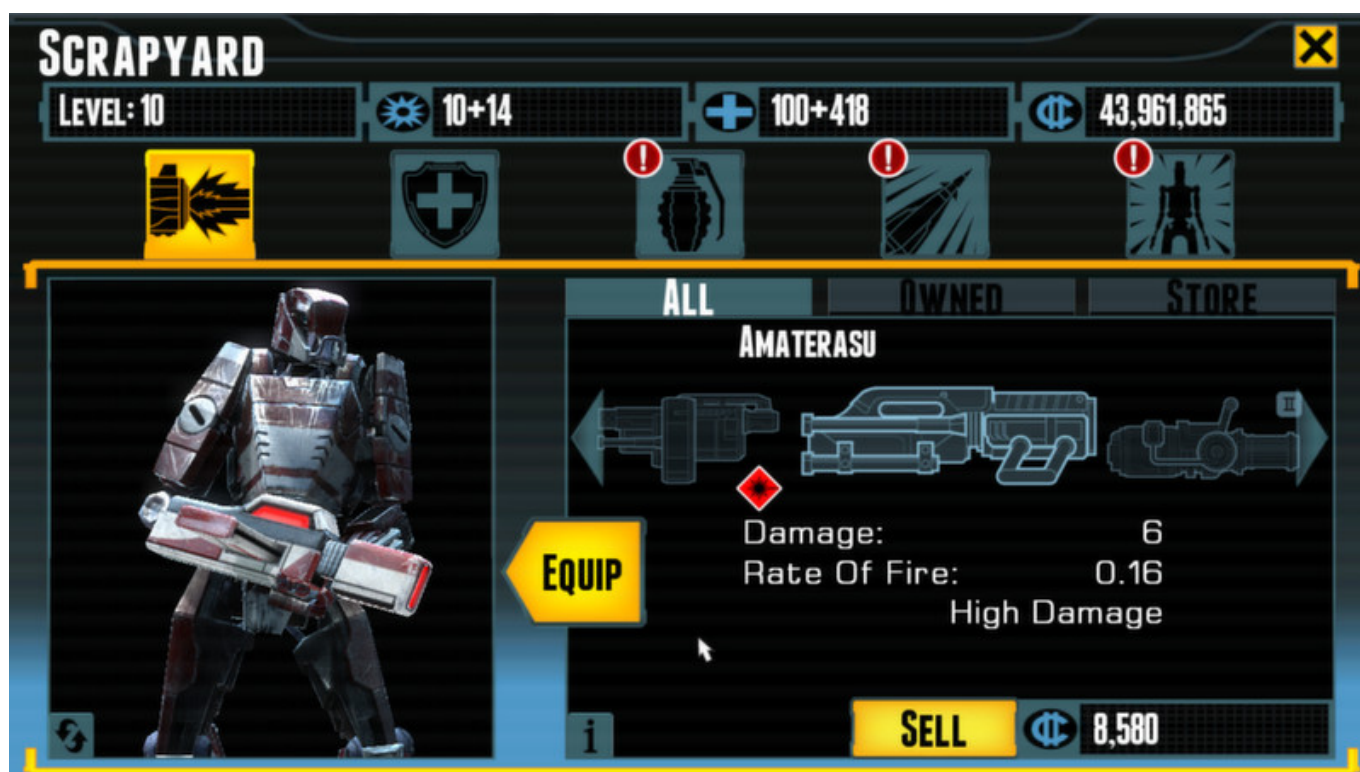 SCRAPYARD
LEVEL: 10
10+14
100+418
43,961,865
!
!
!
ALL
OWNED
STORE
AMATERASU
II
Damage: 6
Rate Of Fire: 0.16
High Damage
EQUIP
i
SELL
8,580